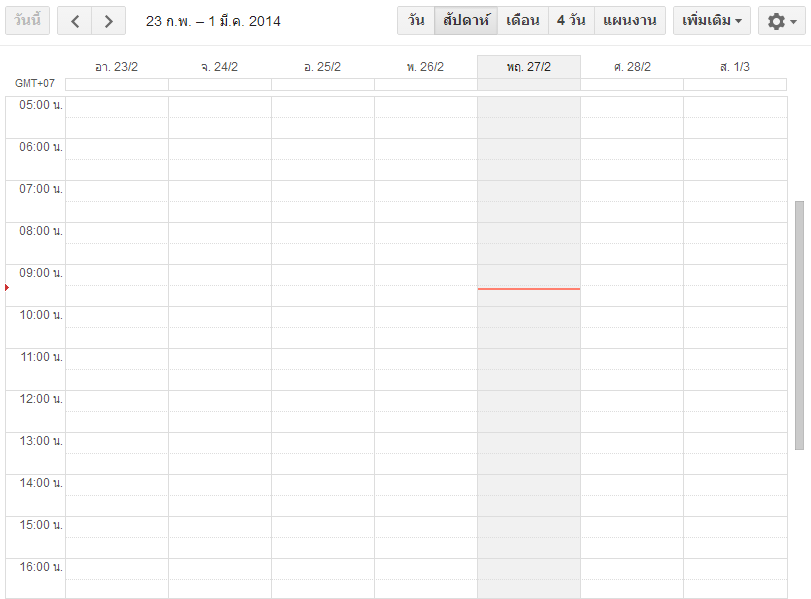 วันนี้ 23 ก.พ. – 1 มี.ค. 2014 วัน สัปดาห์ เดือน 4 วัน แผนงาน เพิ่มเติม
อา. 23/2 จ. 24/2 อ. 25/2 พ. 26/2 พฤ. 27/2 ศ. 28/2 ส. 1/3
GMT+07
05:00 น.
06:00 น.
07:00 น.
08:00 น.
09:00 น.
10:00 น.
11:00 น.
12:00 น.
13:00 น.
14:00 น.
15:00 น.
16:00 น.